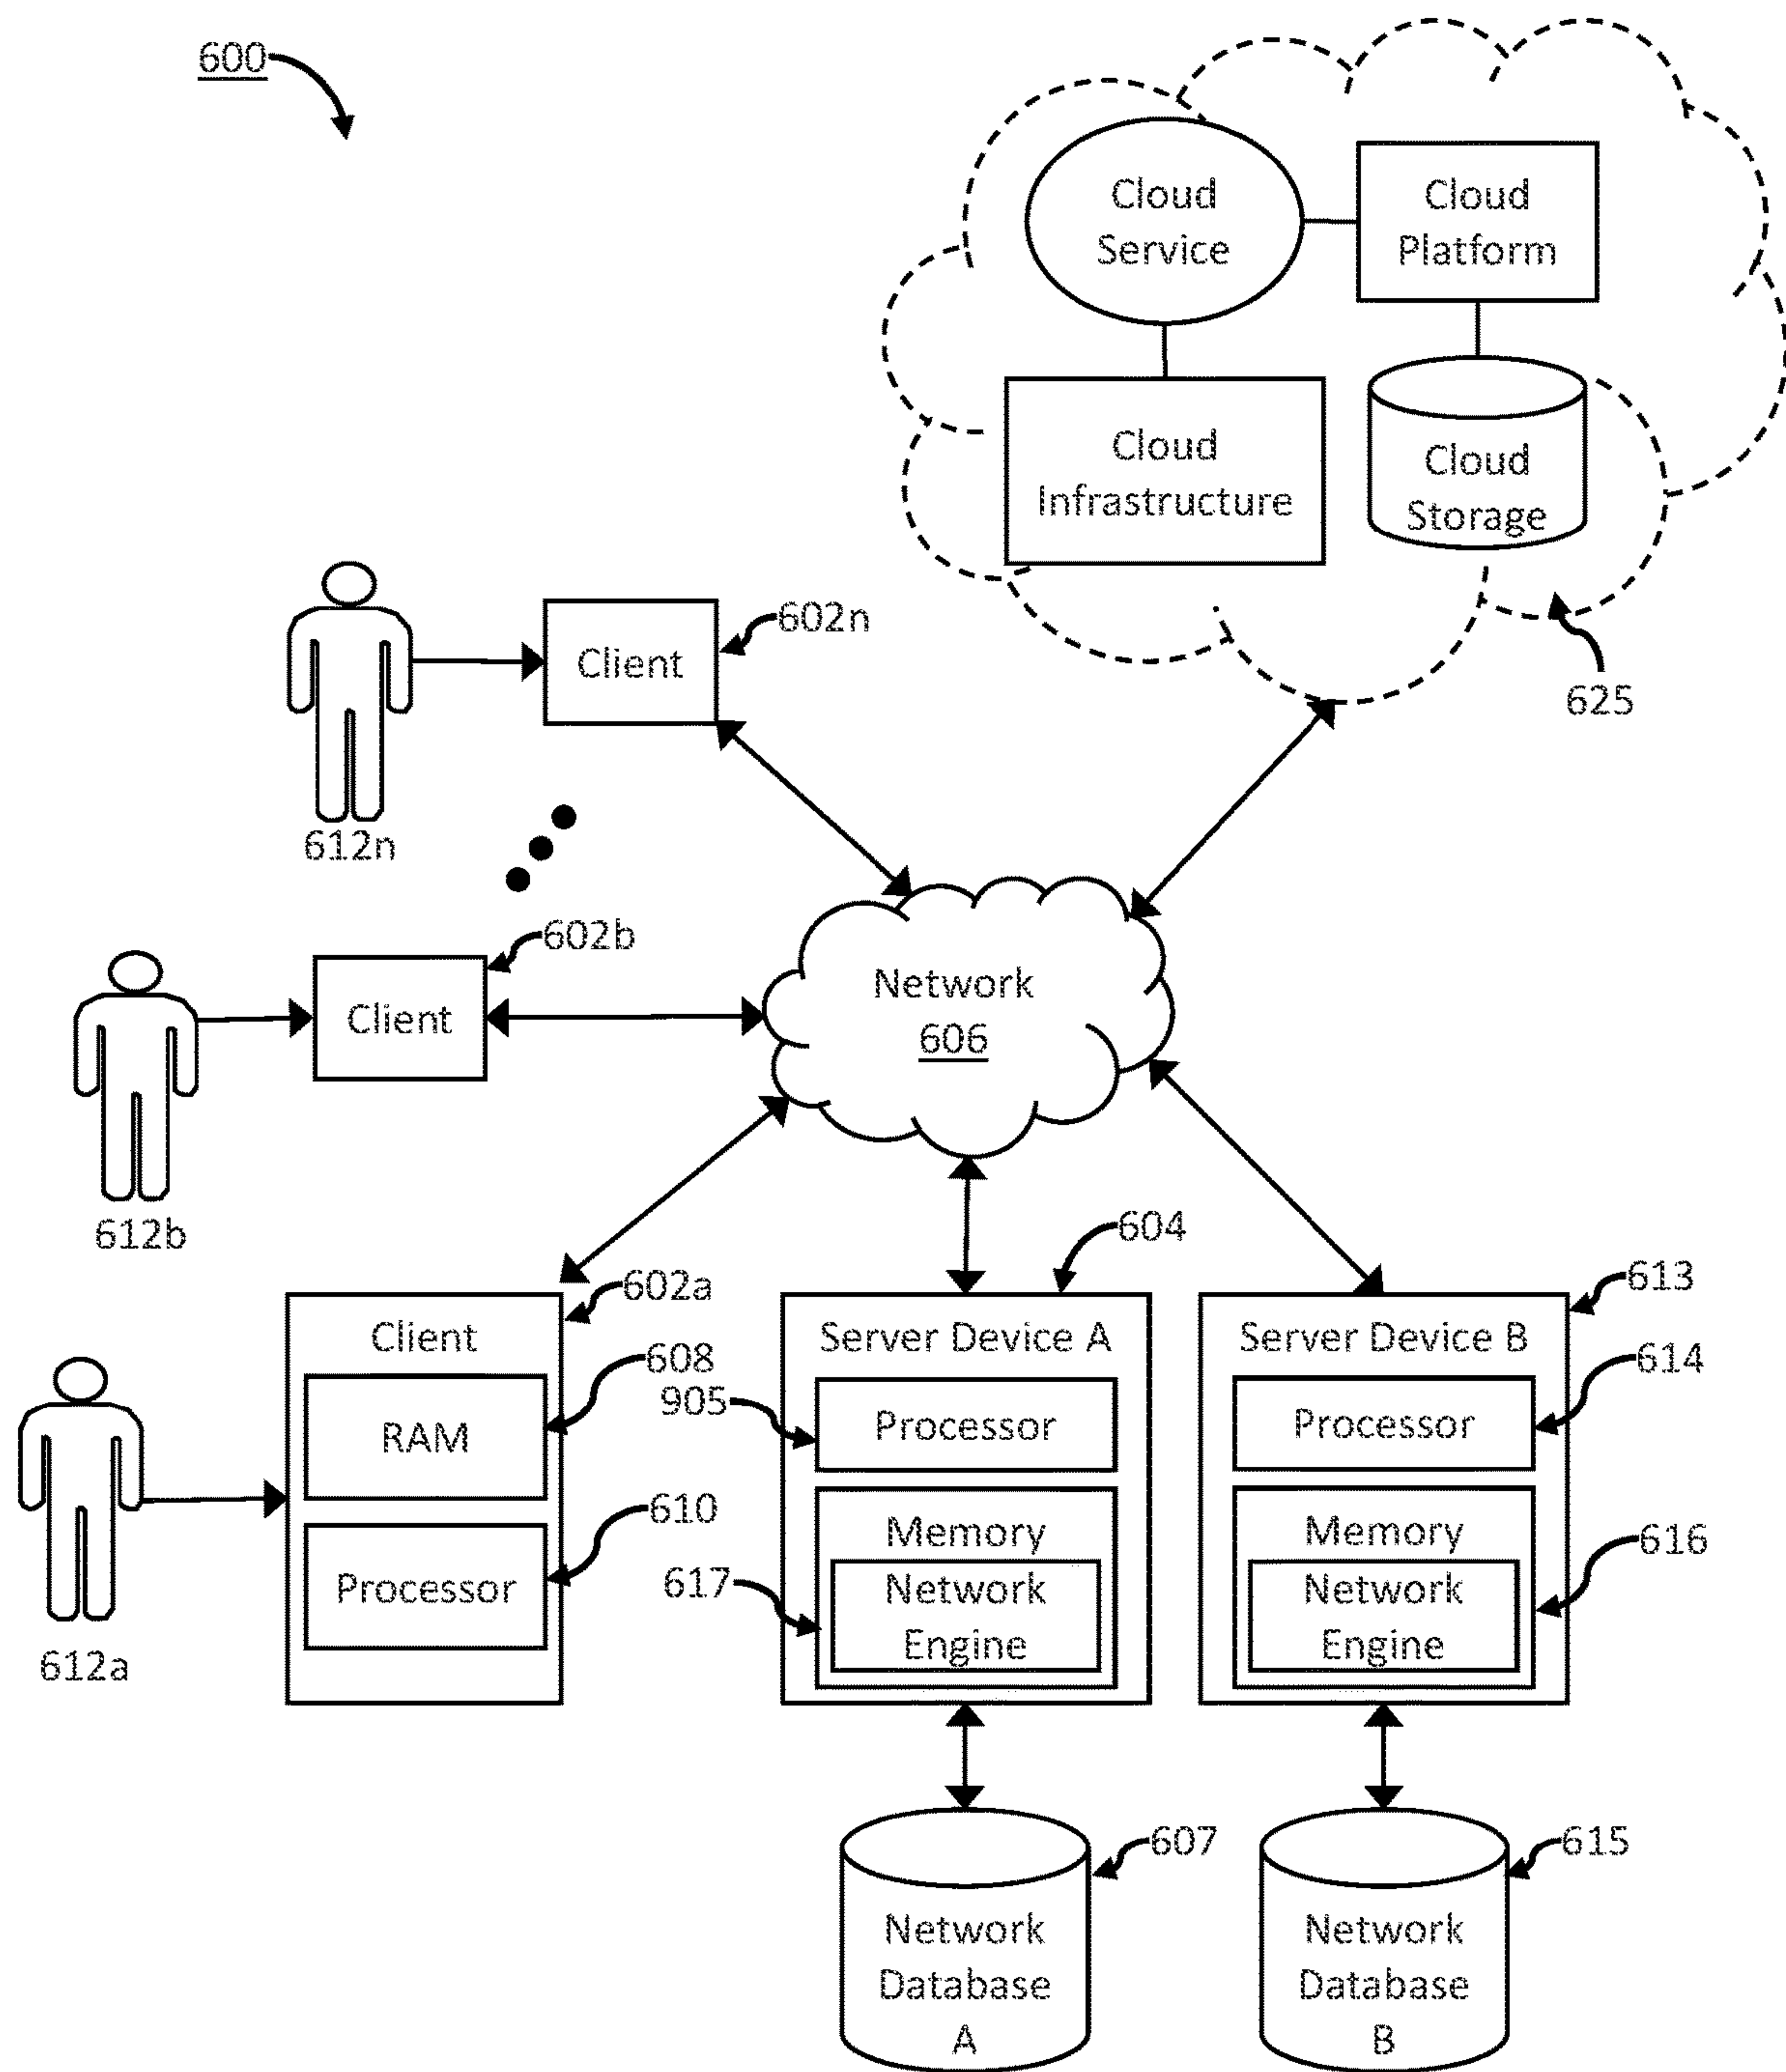 600
Cloud
Service
Cloud
Platform
Cloud
Infrastructure
Cloud
Storage
625
602n
Client
612n
602b
Client
612b
Network
606
604
602a
Client
608
RAM
610
Processor
612a
Server Device A
905
Processor
Memory
617
Network
Engine
613
Server Device B
614
Processor
Memory
616
Network
Engine
607
Network
Database
A
615
Network
Database
B